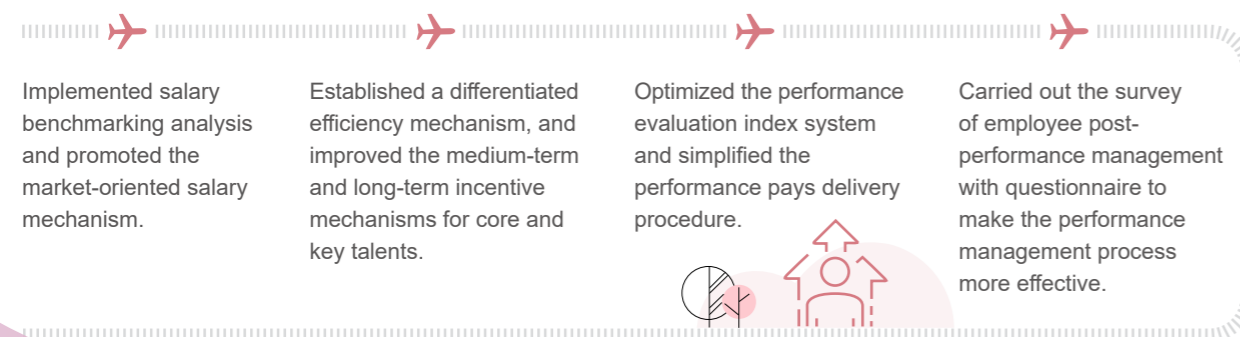 Implemented salary
benchmarking analysis
and promoted the
market-oriented salary
mechanism.
Established a differentiated
efficiency mechanism, and
improved the medium-term
and long-term incentive
mechanisms for core and
key talents.
Optimized the performance
evaluation index system
and simplified the
performance pays delivery
procedure.
Carried out the survey
of employee post-
performance management
with questionnaire to
make the performance
management process
more effective.